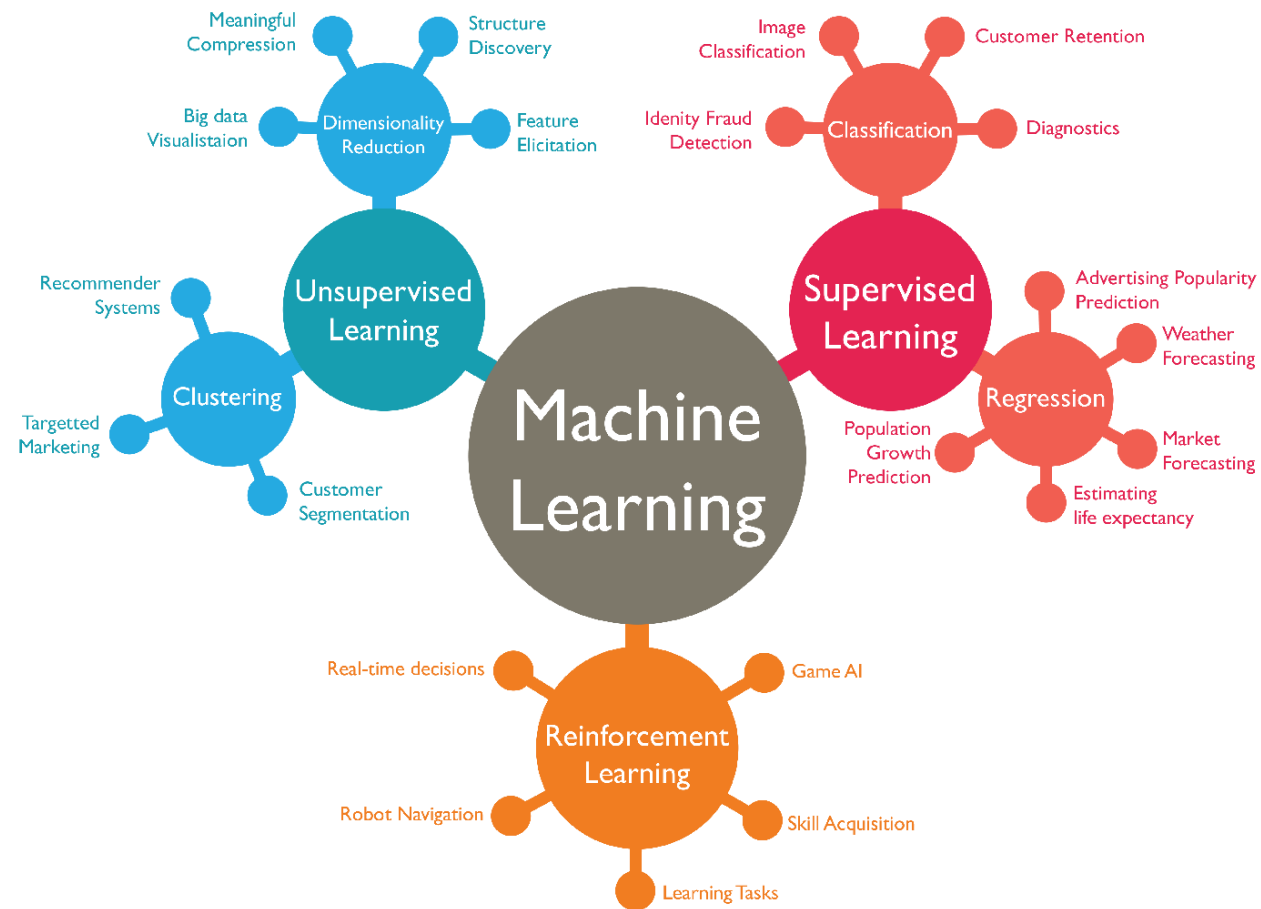 Meaningful
Compression
Structure
Discovery
Big data
Visualistaion
Dimensionality
Reduction
Feature
Elicitation
Unsupervised
Learning
Recommender
Systems
Clustering
Targetted
Marketing
Customer
Segmentation
Machine
Learning
Image
Classification
Customer Retention
Idenity Fraud
Detection
Classification
Diagnostics
Supervised
Learning
Advertising Popularity
Prediction
Weather
Forecasting
Regression
Population
Growth
Prediction
Market
Forecasting
Estimating
life expectancy
Real-time decisions
Game AI
Reinforcement
Learning
Robot Navigation
Skill Acquisition
Learning Tasks